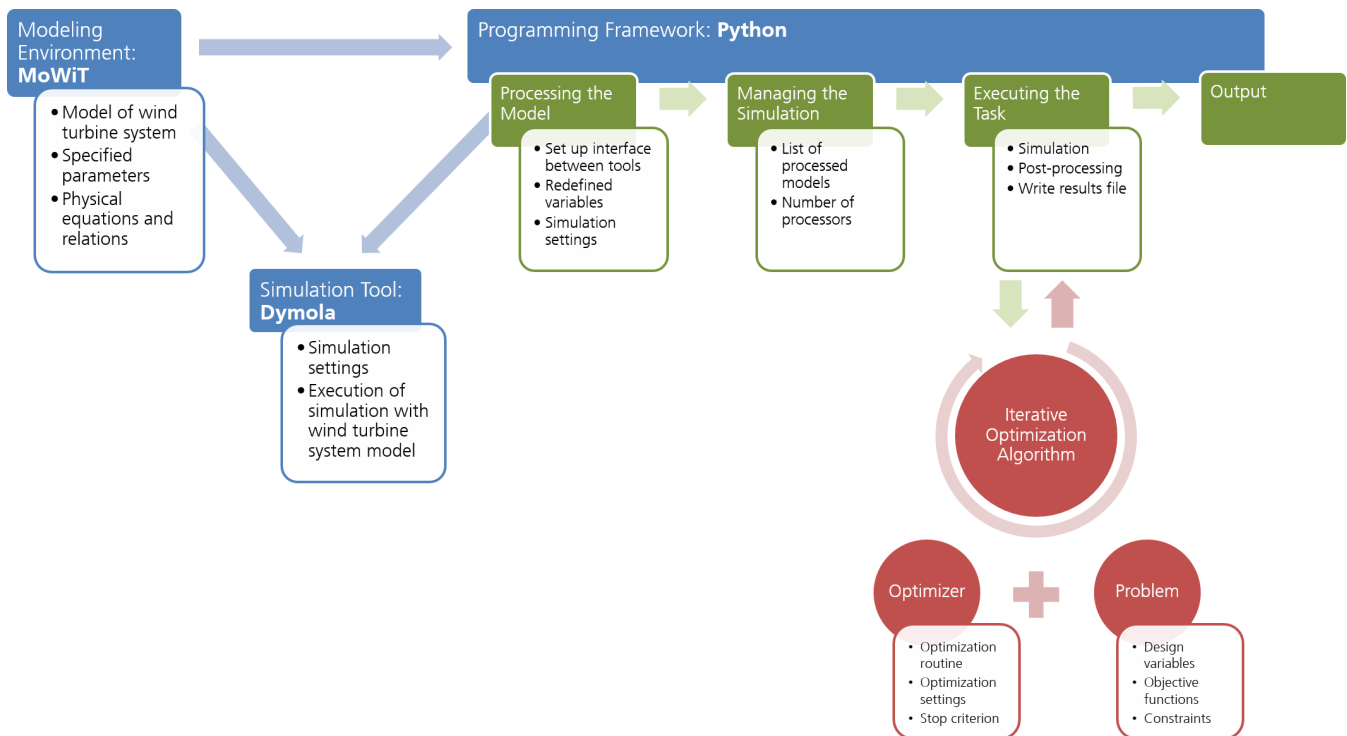 Modeling
Environment:
MoWiT
• Model of wind
turbine system
• Specified
parameters
• Physical
equations and
relations
Programming Framework: Python
Processing the
Model
• Set up interface
between tools
• Redefined
variables
• Simulation
settings
Managing the
Simulation
• List of
processed
models
• Number of
processors
Executing the
Task
• Simulation
• Post-processing
• Write results file
Output
Simulation Tool:
Dymola
• Simulation
settings
• Execution of
simulation with
wind turbine
system model
Iterative
Optimization
Algorithm
Optimizer
• Optimization
routine
• Optimization
settings
• Stop criterion
Problem
• Design
variables
• Objective
functions
• Constraints